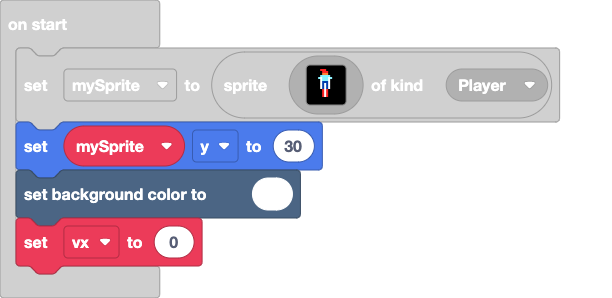 on start
set mySprite to sprite of kind Player
set mySprite y to 30
set background color to
set vx to 0